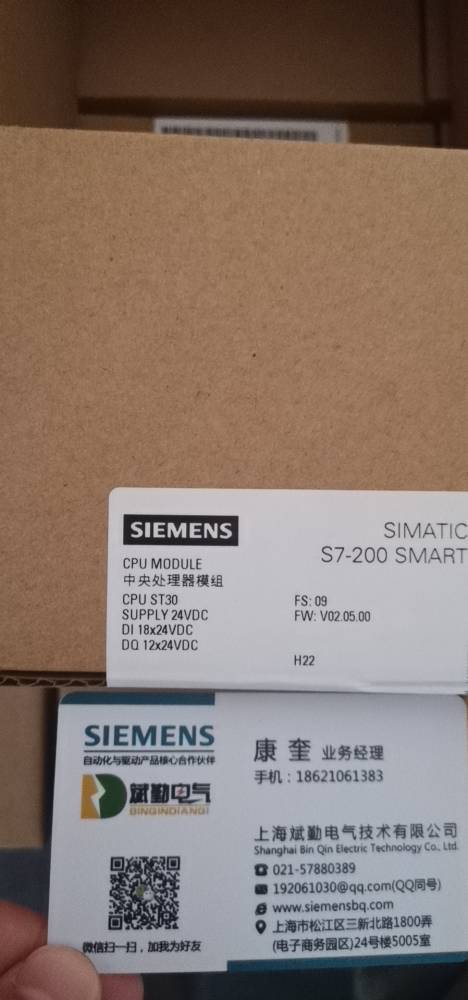 SIEMENS
SIMATIC
S7-200 SMART
CPU MODULE
中央处理器模组
CPU ST30
SUPPLY 24VDC
DI 18x24VDC
DQ 12x24VDC
FS: 09
FW: V02.05.00
H22
SIEMENS
自动化与驱动产品核心合作伙伴
斌勤电气
BINQINDIANQI
康 奎 业务经理
手机：18621061383
上海斌勤电气技术有限公司
Shanghai Bin Qin Electric Technology Co., Ltd.
021-57880389
192061030@qq.com(QQ同号)
www.siemensbq.com
上海市松江区三新北路1800弄
(电子商务园区)24号楼5005室
微信扫一扫，加我为好友